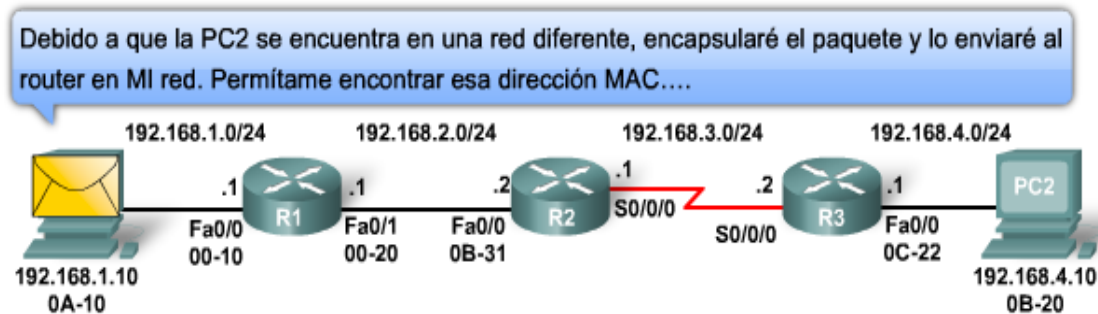 Debido a que la PC2 se encuentra en una red diferente, encapsularé el paquete y lo enviaré al
router en MI red. Permítame encontrar esa dirección MAC....
192.168.1.0/24 192.168.2.0/24 192.168.3.0/24 192.168.4.0/24
.1 R1 .1 .2 R2 .1 .2 R3 .1 PC2
Fa0/0 Fa0/1 Fa0/0 S0/0/0 S0/0/0 Fa0/0
00-10 00-20 0B-31 0C-22
192.168.1.10 192.168.4.10
0A-10 0B-20